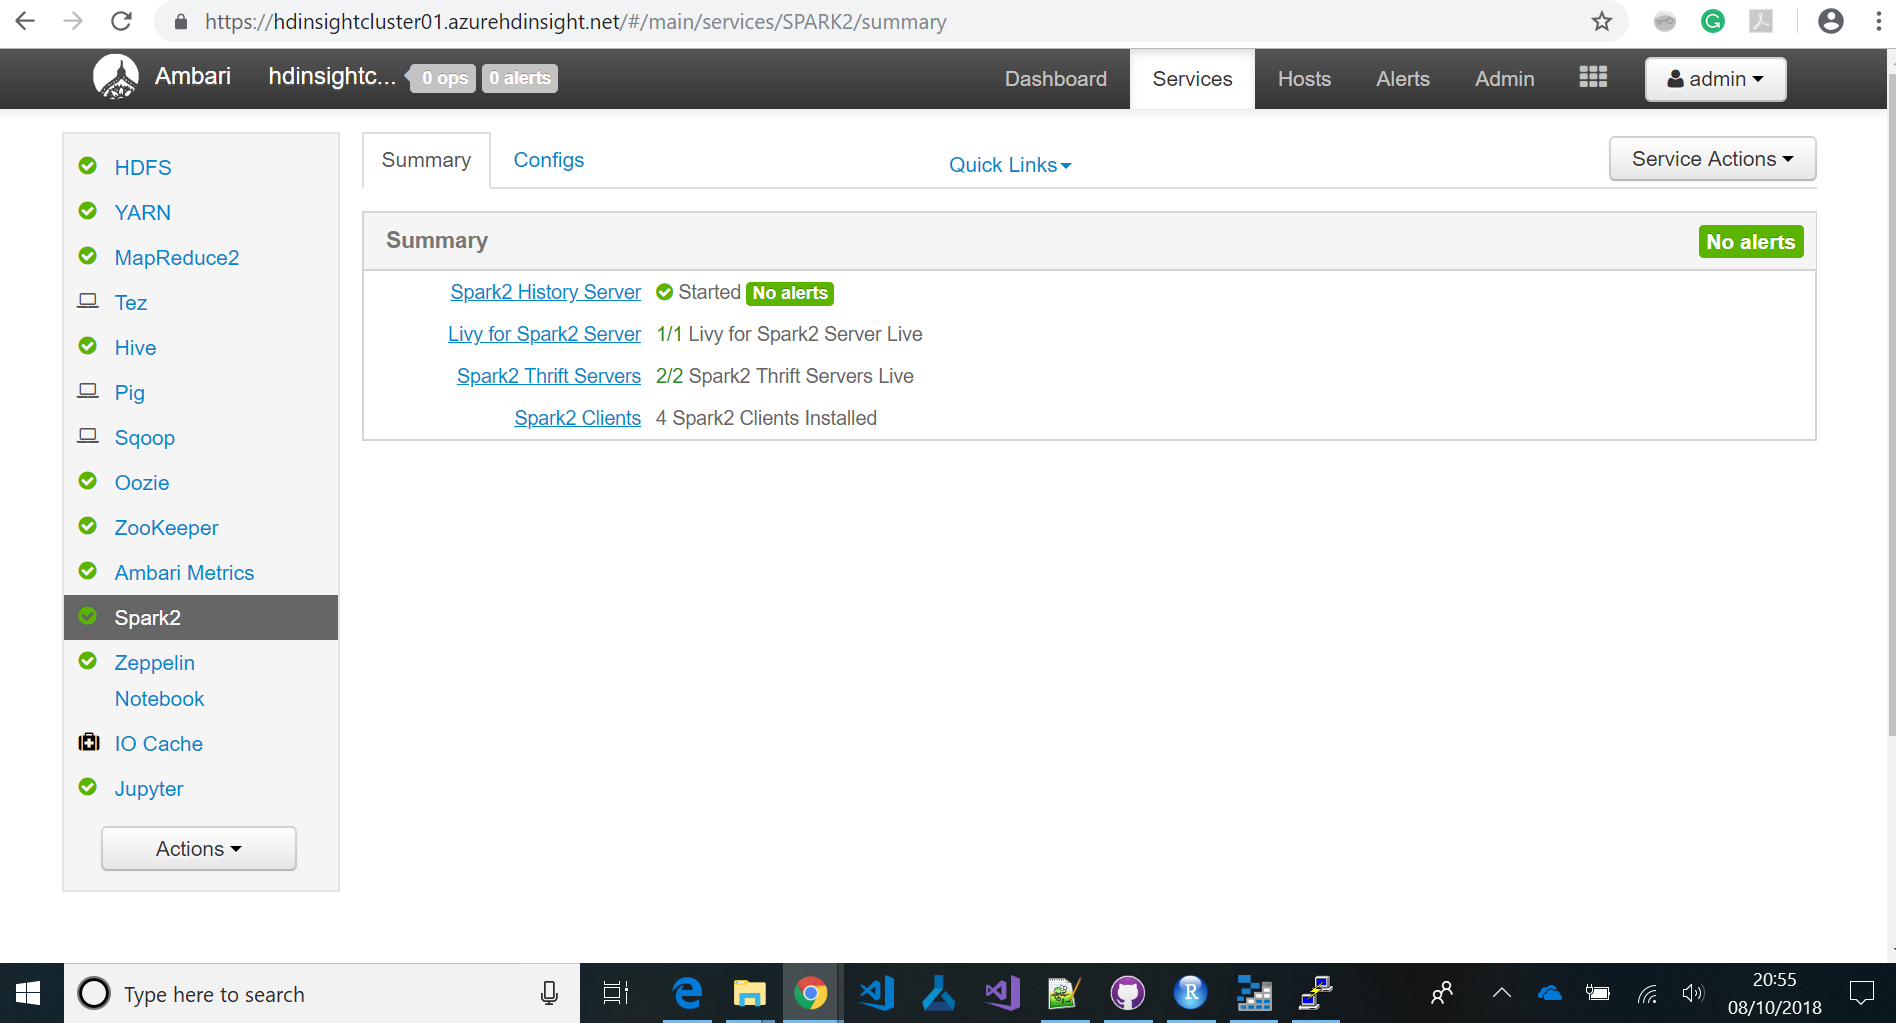 https://hdinsightcluster01.azurehdinsight.net/#/main/services/SPARK2/summary
Ambari hdinsightc... 0 ops 0 alerts Dashboard Services Hosts Alerts Admin admin
HDFS
YARN
MapReduce2
Tez
Hive
Pig
Sqoop
Oozie
ZooKeeper
Ambari Metrics
Spark2
Zeppelin
Notebook
IO Cache
Jupyter
Actions
Summary Configs Quick Links Service Actions
Summary No alerts
Spark2 History Server Started No alerts
Livy for Spark2 Server 1/1 Livy for Spark2 Server Live
Spark2 Thrift Servers 2/2 Spark2 Thrift Servers Live
Spark2 Clients 4 Spark2 Clients Installed
Type here to search
20:55
08/10/2018